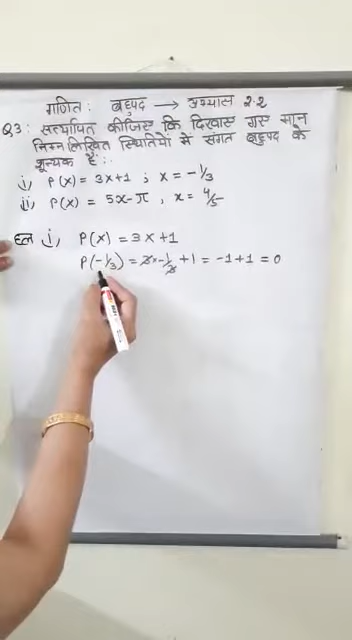 गणित: बहुपद → अभ्यास 2.2
Q3: सत्यापित कीजिए कि दिखाए गए मान
निम्नलिखित स्थितियों में संगत बहुपद के
शून्यक हैं:-
i, P(x) = 3x+1 ; x = -1/3
ii, P(x) = 5x-π , x = 4/5
हल i, P(x) = 3x+1
P(-1/3) = 3×-1/3 +1 = -1+1 = 0